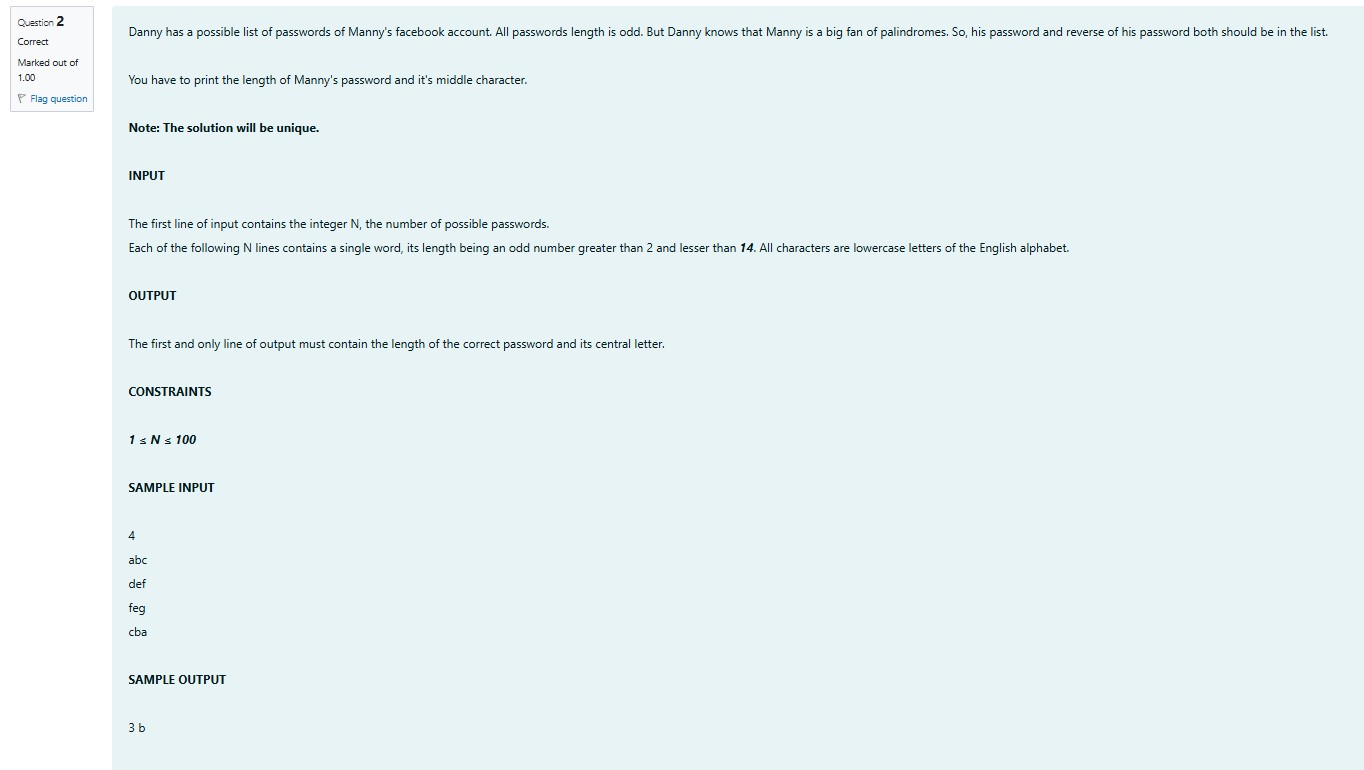 Question 2
Correct
Marked out of
1.00
Flag question
Danny has a possible list of passwords of Manny's facebook account. All passwords length is odd. But Danny knows that Manny is a big fan of palindromes. So, his password and reverse of his password both should be in the list.
You have to print the length of Manny's password and it's middle character.
Note: The solution will be unique.
INPUT
The first line of input contains the integer N, the number of possible passwords.
Each of the following N lines contains a single word, its length being an odd number greater than 2 and lesser than 14. All characters are lowercase letters of the English alphabet.
OUTPUT
The first and only line of output must contain the length of the correct password and its central letter.
CONSTRAINTS
1 ≤ N ≤ 100
SAMPLE INPUT
4
abc
def
feg
cba
SAMPLE OUTPUT
3 b